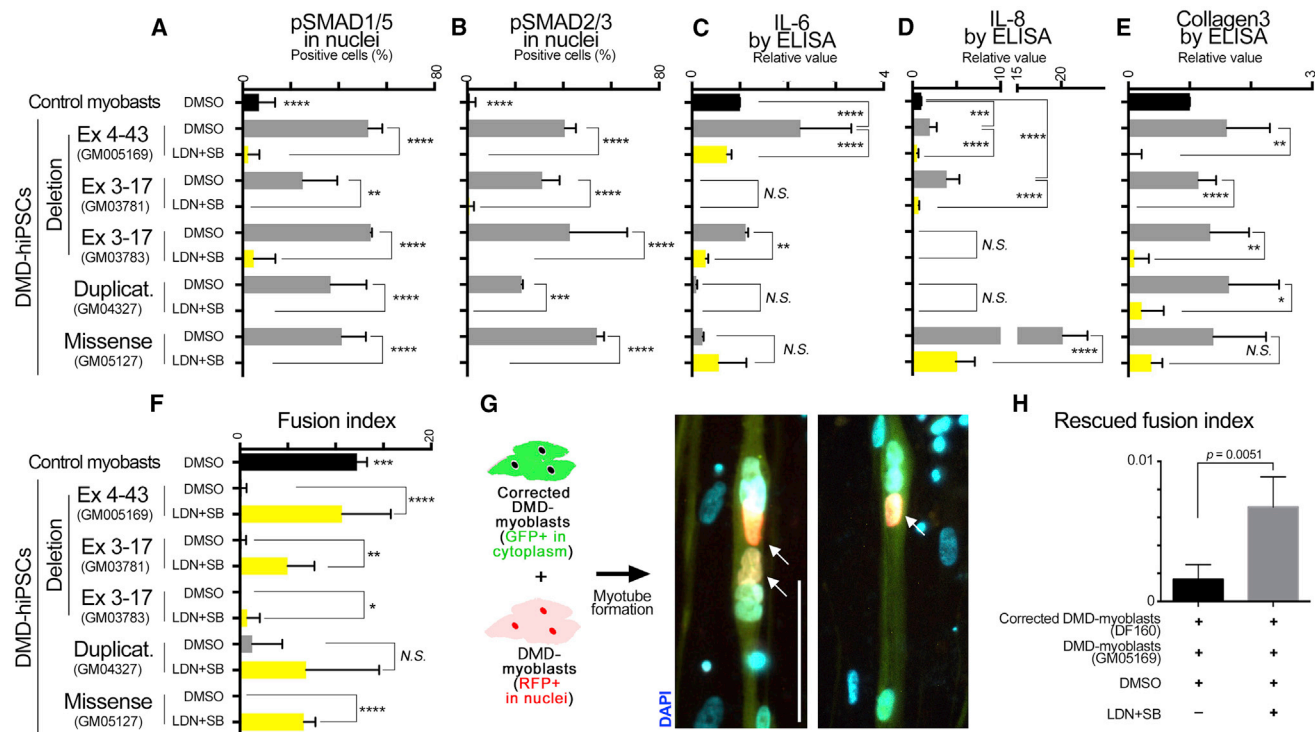 A
pSMAD1/5
in nuclei
Positive cells (%)
0
80
B
pSMAD2/3
in nuclei
Positive cells (%)
0
80
C
IL-6
by ELISA
Relative value
0
4
D
IL-8
by ELISA
Relative value
0
10
15
20
E
Collagen3
by ELISA
Relative value
0
3
Control myobasts
DMSO
DMD-hiPSCs
Deletion
Ex 4-43
(GM005169)
DMSO
LDN+SB
Ex 3-17
(GM03781)
DMSO
LDN+SB
Ex 3-17
(GM03783)
DMSO
LDN+SB
Duplicat.
(GM04327)
DMSO
LDN+SB
Missense
(GM05127)
DMSO
LDN+SB
****
****
**
****
****
****
****
****
****
****
***
****
****
****
N.S.
**
N.S.
N.S.
***
****
****
****
N.S.
N.S.
****
**
****
**
*
N.S.
F
Fusion index
0
20
Control myobasts
DMSO
DMD-hiPSCs
Deletion
Ex 4-43
(GM005169)
DMSO
LDN+SB
Ex 3-17
(GM03781)
DMSO
LDN+SB
Ex 3-17
(GM03783)
DMSO
LDN+SB
Duplicat.
(GM04327)
DMSO
LDN+SB
Missense
(GM05127)
DMSO
LDN+SB
***
****
**
*
N.S.
****
G
Corrected
DMD-
myoblasts
(GFP+ in
cytoplasm)
+
DMD-
myoblasts
(RFP+
in nuclei)
Myotube
formation
DAPI
H
Rescued fusion index
p = 0.0051
0.01
0
Corrected DMD-myoblasts
(DF160)
+ +
DMD-myoblasts
(GM05169)
+ +
DMSO
+ +
LDN+SB
– +